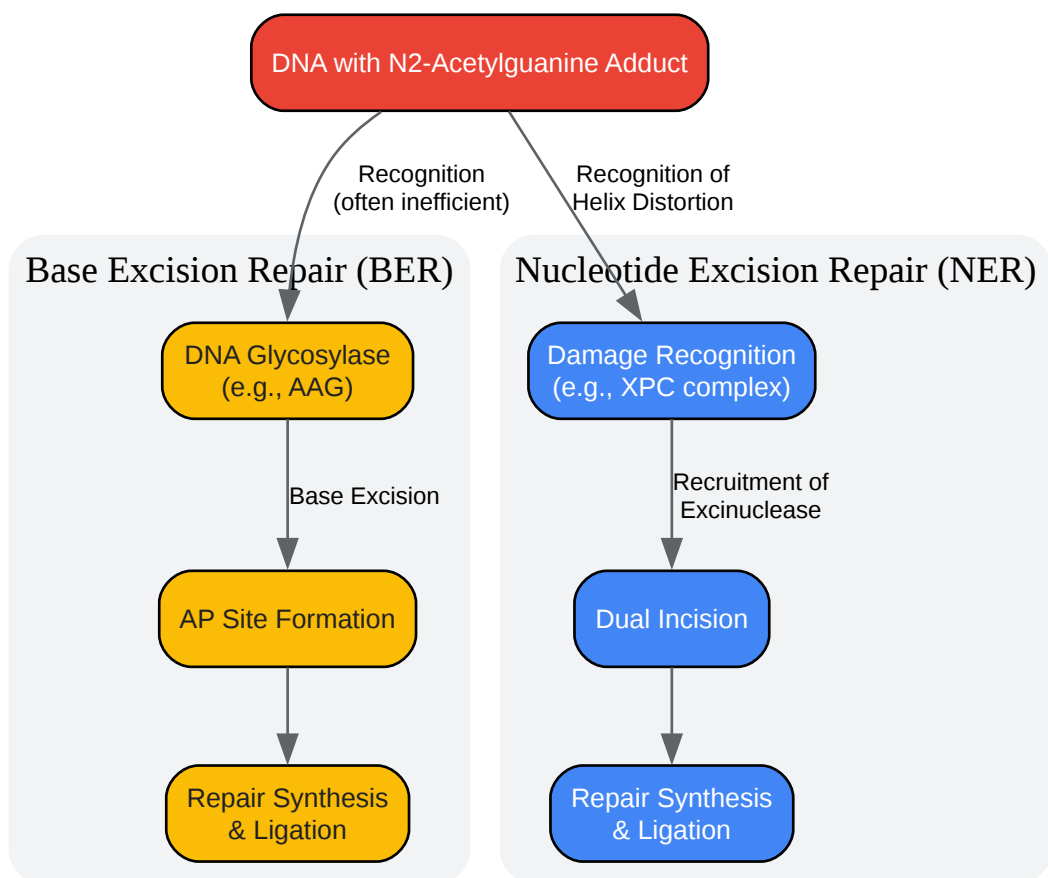 DNA with N2-Acetylguanine Adduct
Recognition
(often inefficient)
Recognition of
Helix Distortion
Base Excision Repair (BER)
DNA Glycosylase
(e.g., AAG)
Base Excision
AP Site Formation
Repair Synthesis
& Ligation
Nucleotide Excision Repair (NER)
Damage Recognition
(e.g., XPC complex)
Recruitment of
Excinuclease
Dual Incision
Repair Synthesis
& Ligation